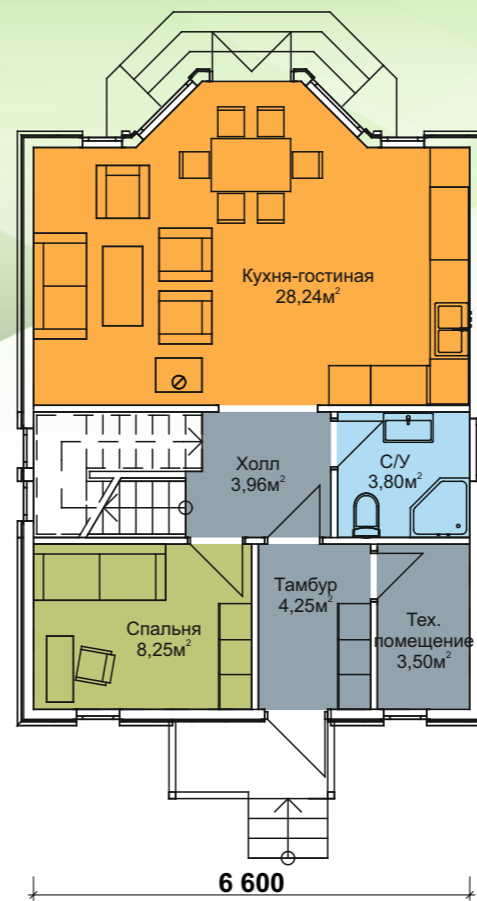 Кухня-гостиная
28,24м²
Холл
3,96м²
С/У
3,80м²
Спальня
8,25м²
Тамбур
4,25м²
Тех.
помещение
3,50м²
6 600